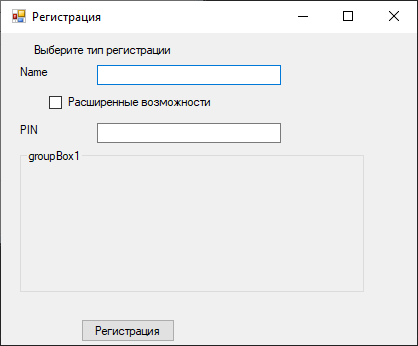 Регистрация
Выберите тип регистрации
Name
Расширенные возможности
PIN
groupBox1
Регистрация